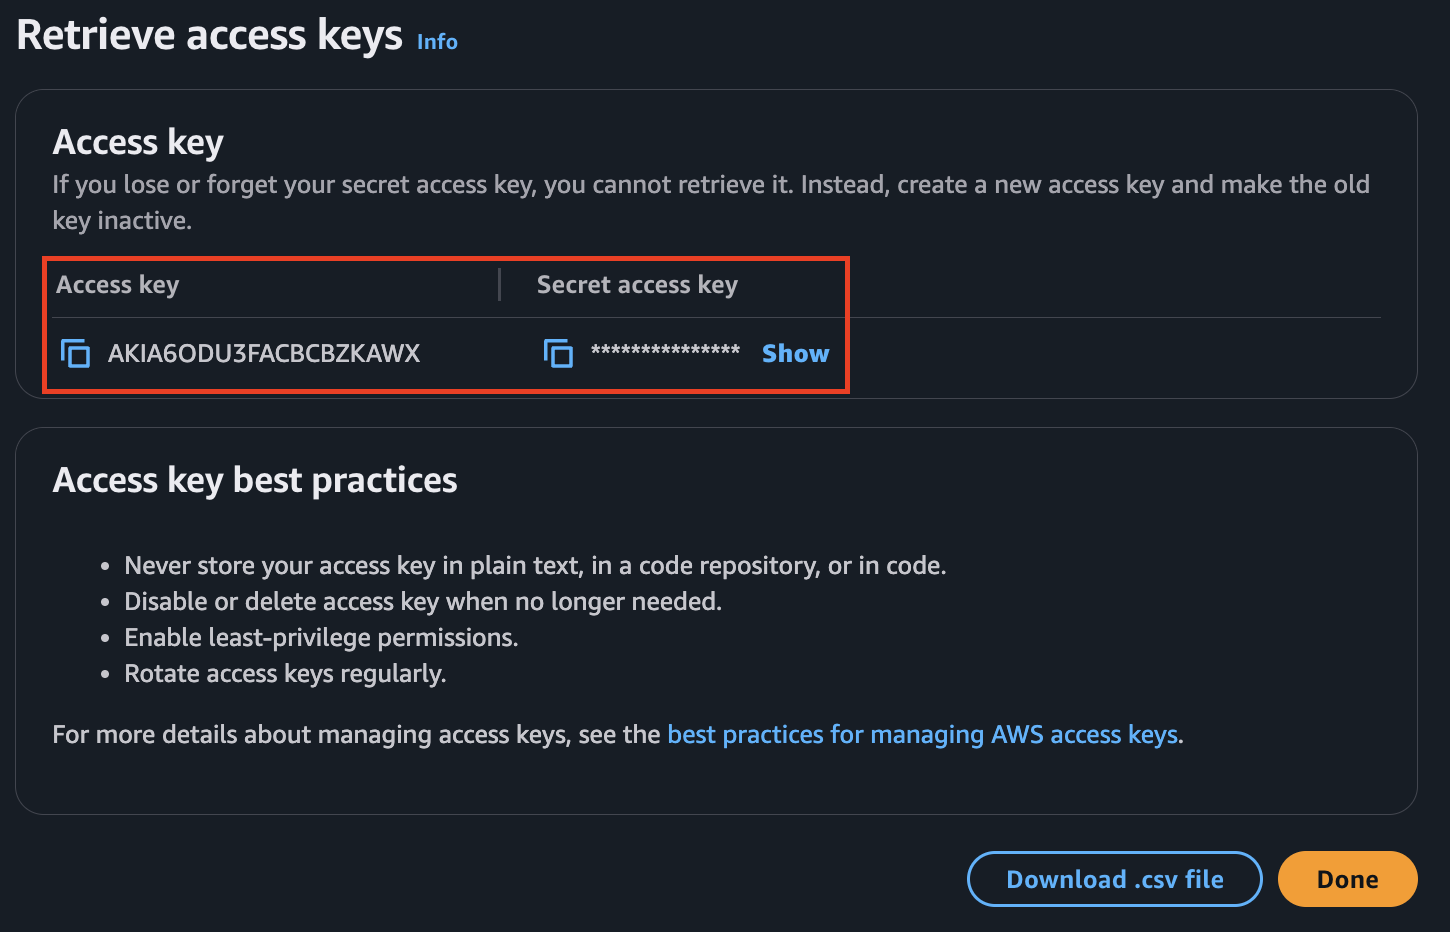 Retrieve access keys Info
Access key
If you lose or forget your secret access key, you cannot retrieve it. Instead, create a new access key and make the old
key inactive.
Access key | Secret access key
AKIA6ODU3FACBCBZKAWX *************** Show
Access key best practices
• Never store your access key in plain text, in a code repository, or in code.
• Disable or delete access key when no longer needed.
• Enable least-privilege permissions.
• Rotate access keys regularly.
For more details about managing access keys, see the best practices for managing AWS access keys.
Download .csv file Done